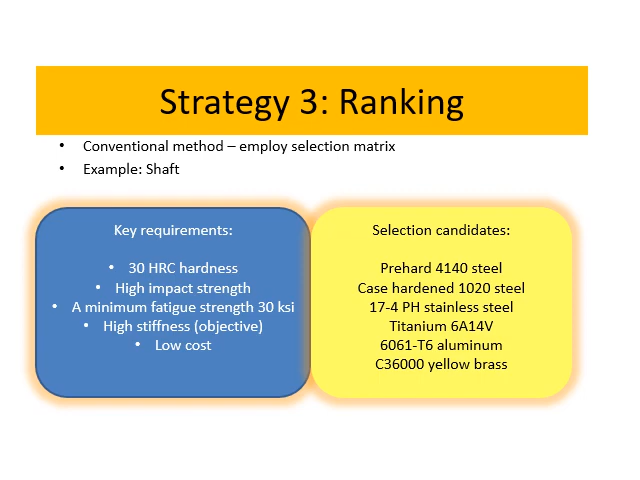 Strategy 3: Ranking
• Conventional method – employ selection matrix
• Example: Shaft
Key requirements:
• 30 HRC hardness
• High impact strength
• A minimum fatigue strength 30 ksi
• High stiffness (objective)
• Low cost
Selection candidates:
Prehard 4140 steel
Case hardened 1020 steel
17-4 PH stainless steel
Titanium 6A14V
6061-T6 aluminum
C36000 yellow brass